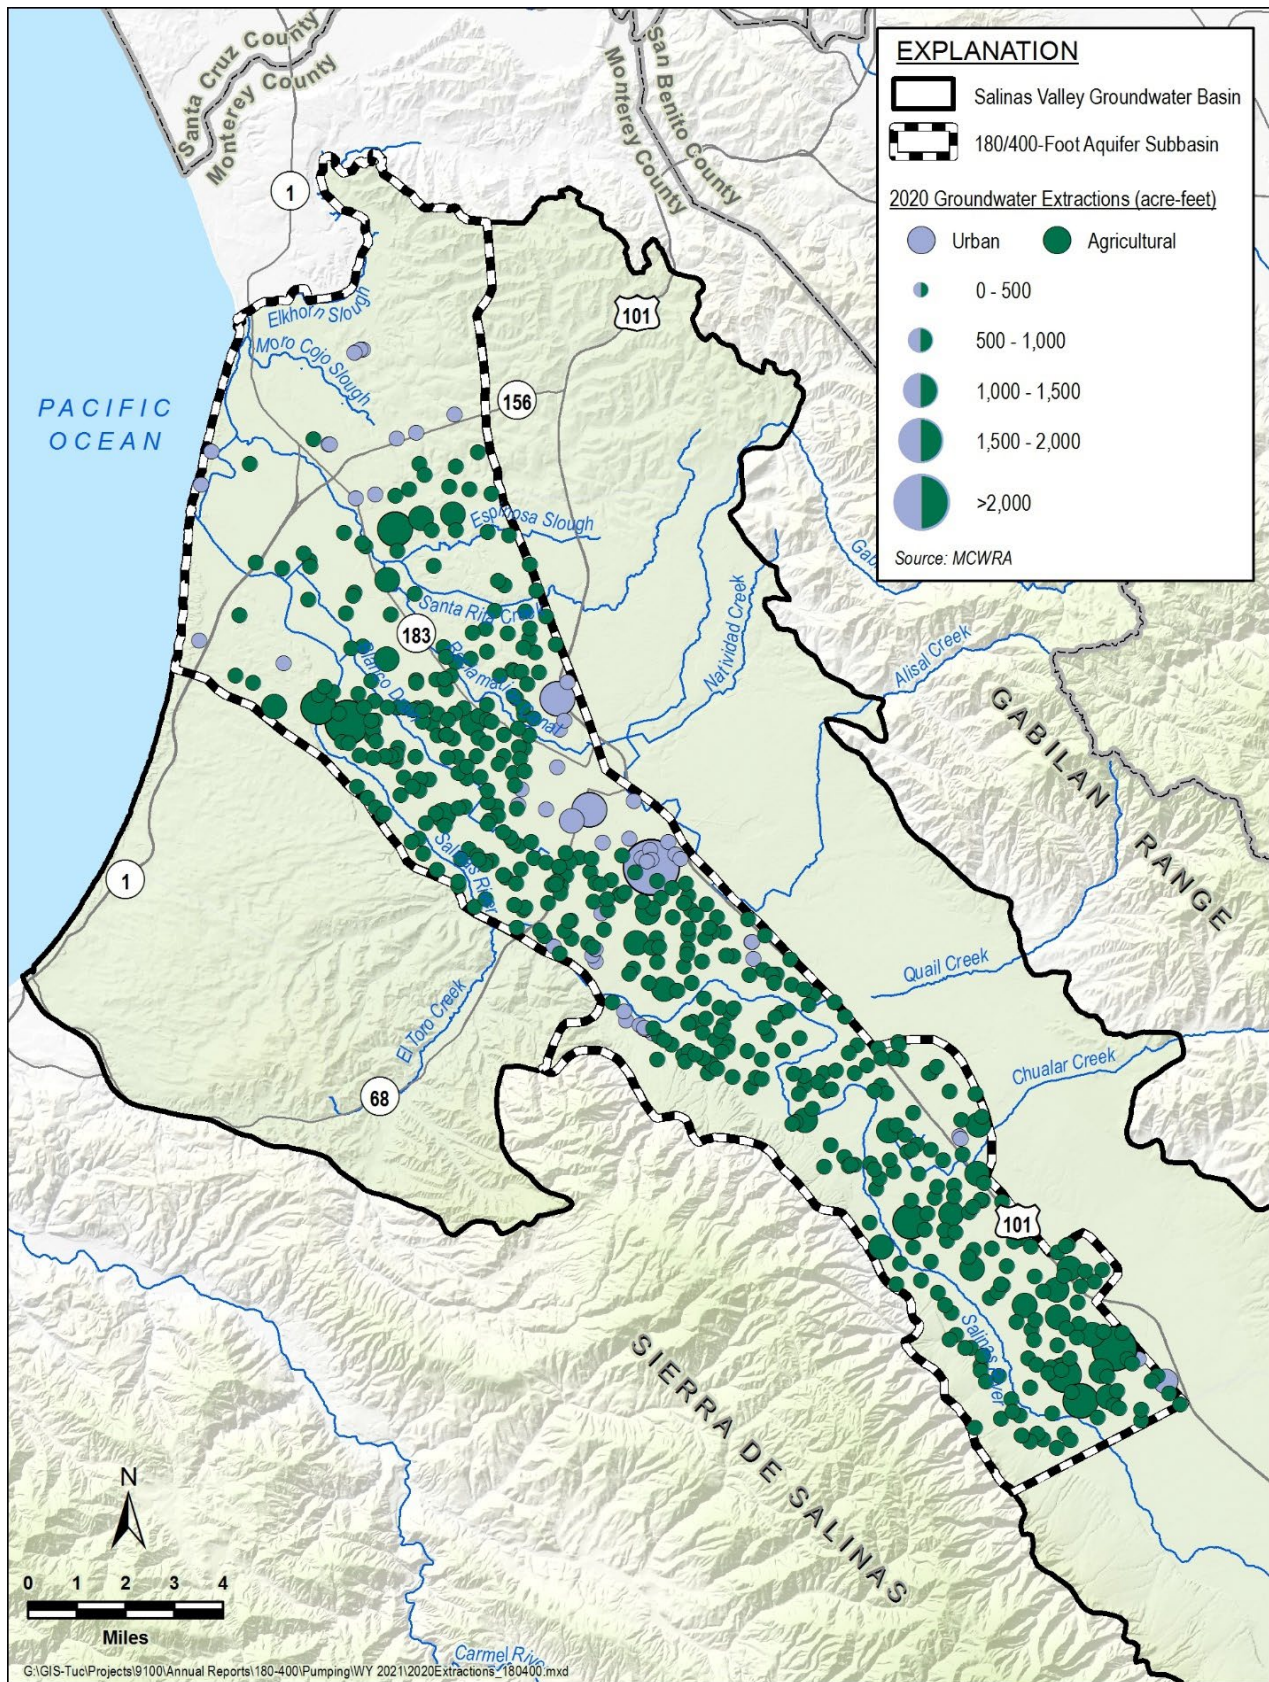 EXPLANATION
Salinas Valley Groundwater Basin
180/400-Foot Aquifer Subbasin
2020 Groundwater Extractions (acre-feet)
Urban Agricultural
0 - 500
500 - 1,000
1,000 - 1,500
1,500 - 2,000
>2,000
Source: MCWRA
Santa Cruz County
Monterey County
San Benito County
Monterey County
1
101
Elkhorn Slough
Moro Cojo Slough
PACIFIC
OCEAN
156
Espinosa Slough
Santa Rita Creek
183
Natividad Creek
Alisal Creek
GABILAN RANGE
1
Salinas River
Quail Creek
El Toro Creek
Chualar Creek
68
101
Salinas River
SIERRA DE SALINAS
N
0 1 2 3 4
Miles
Carmel River
G:\GIS-Tuc\Projects\9100\Annual Reports\180-400\Pumping\WY 2021\2020Extractions_180400.mxd